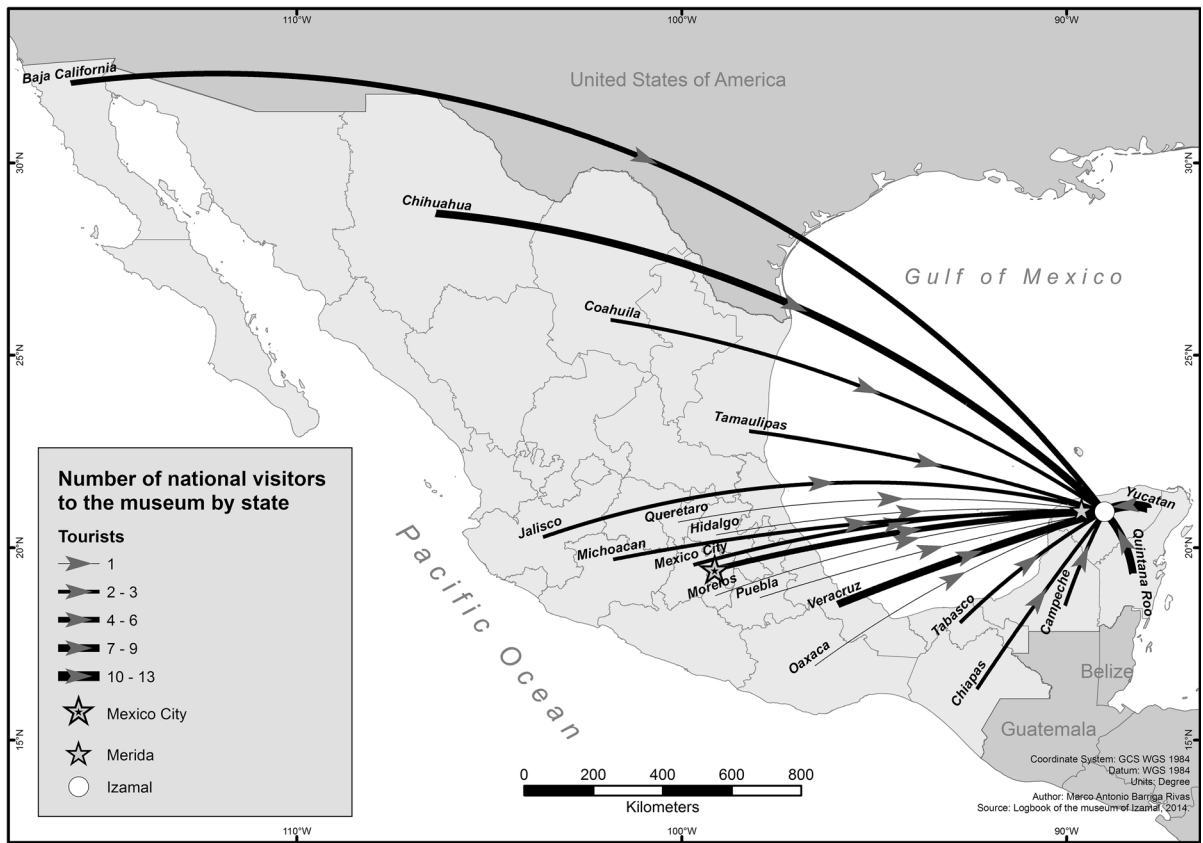 110°W
100°W
90°W
Baja California
United States of America
30°N
30°N
Chihuahua
Gulf of Mexico
Coahuila
25°N
25°N
Tamaulipas
Number of national visitors
to the museum by state
Tourists
1
2 - 3
4 - 6
7 - 9
10 - 13
Mexico City
Merida
Izamal
Yucatan
Queretaro
Jalisco
Hidalgo
Michoacan
Mexico City
Quintana Roo
20°N
20°N
Morelos
Puebla
Veracruz
Tabasco
Campeche
Oaxaca
Chiapas
Pacific Ocean
Belize
Guatemala
15°N
15°N
0 200 400 600 800
Kilometers
Coordinate System: GCS WGS 1984
Datum: WGS 1984
Units: Degree
Author: Marco Antonio Barriga Rivas
Source: Logbook of the museum of Izamal, 2014.
110°W
100°W
90°W